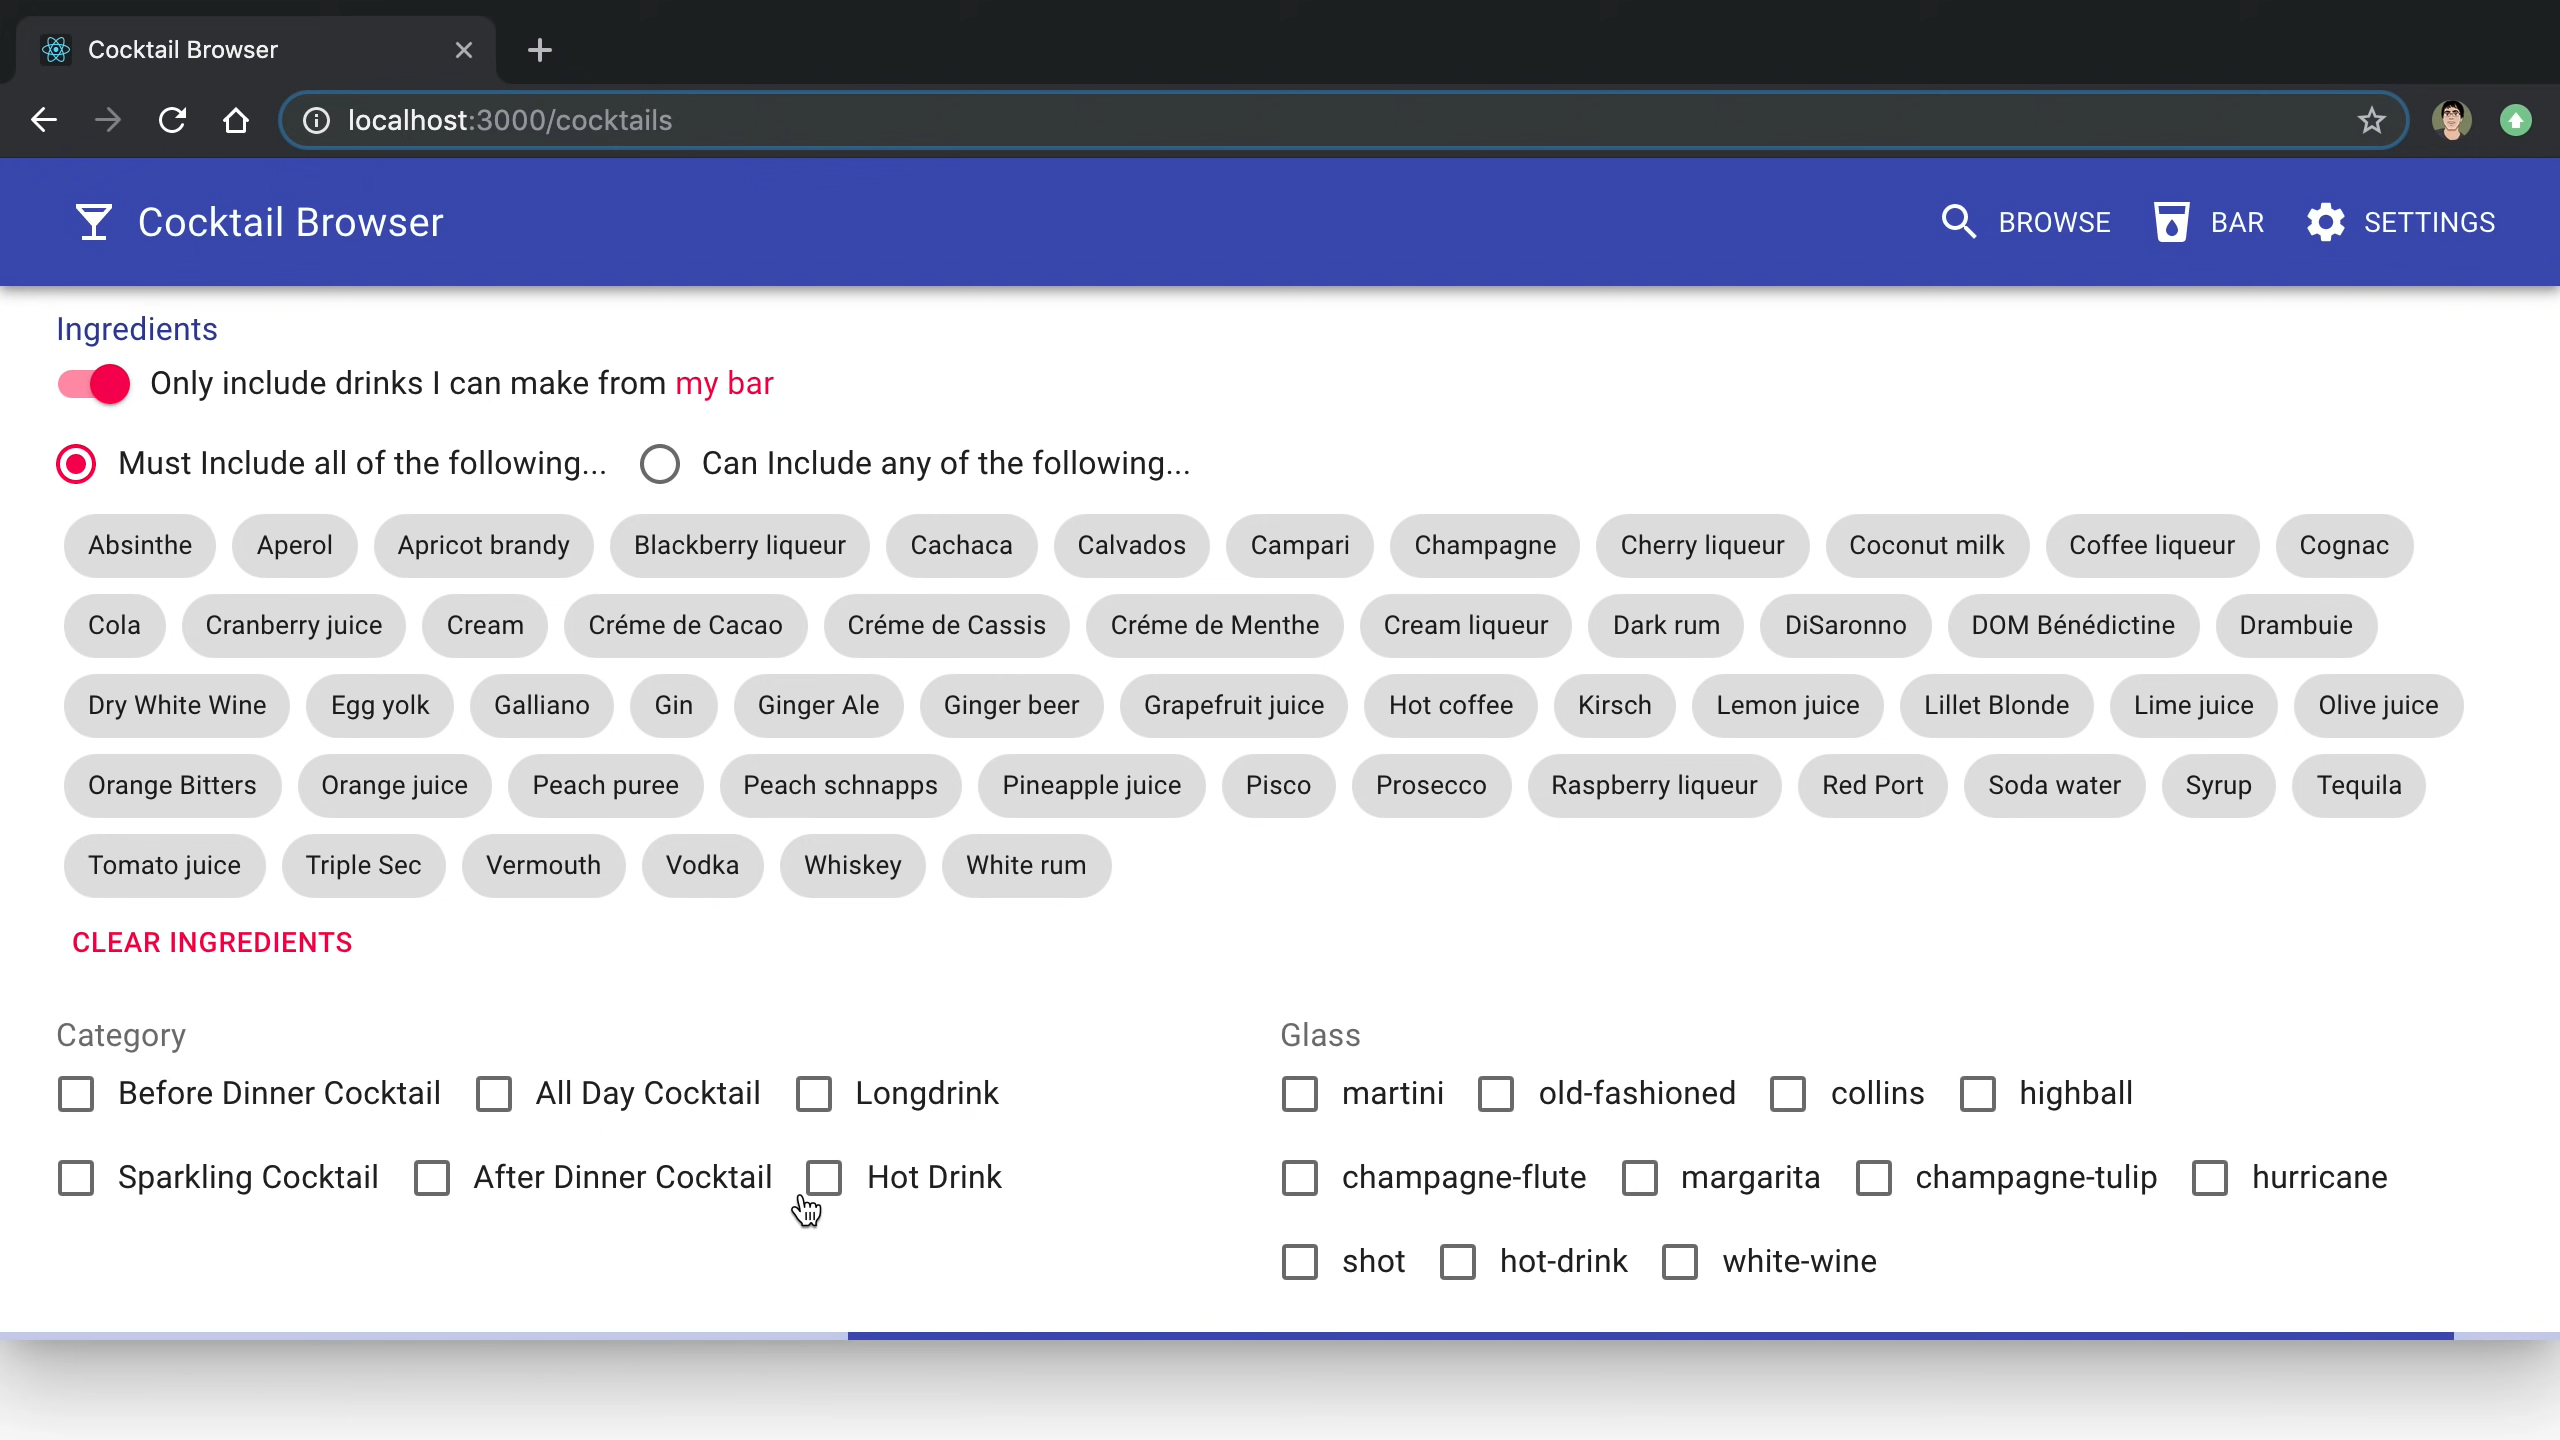 Cocktail Browser
localhost:3000/cocktails
Cocktail Browser BROWSE BAR SETTINGS
Ingredients
Only include drinks I can make from my bar
Must Include all of the following... Can Include any of the following...
Absinthe Aperol Apricot brandy Blackberry liqueur Cachaca Calvados Campari Champagne Cherry liqueur Coconut milk Coffee liqueur Cognac
Cola Cranberry juice Cream Créme de Cacao Créme de Cassis Créme de Menthe Cream liqueur Dark rum DiSaronno DOM Bénédictine Drambuie
Dry White Wine Egg yolk Galliano Gin Ginger Ale Ginger beer Grapefruit juice Hot coffee Kirsch Lemon juice Lillet Blonde Lime juice Olive juice
Orange Bitters Orange juice Peach puree Peach schnapps Pineapple juice Pisco Prosecco Raspberry liqueur Red Port Soda water Syrup Tequila
Tomato juice Triple Sec Vermouth Vodka Whiskey White rum
CLEAR INGREDIENTS
Category
Before Dinner Cocktail All Day Cocktail Longdrink
Sparkling Cocktail After Dinner Cocktail Hot Drink
Glass
martini old-fashioned collins highball
champagne-flute margarita champagne-tulip hurricane
shot hot-drink white-wine